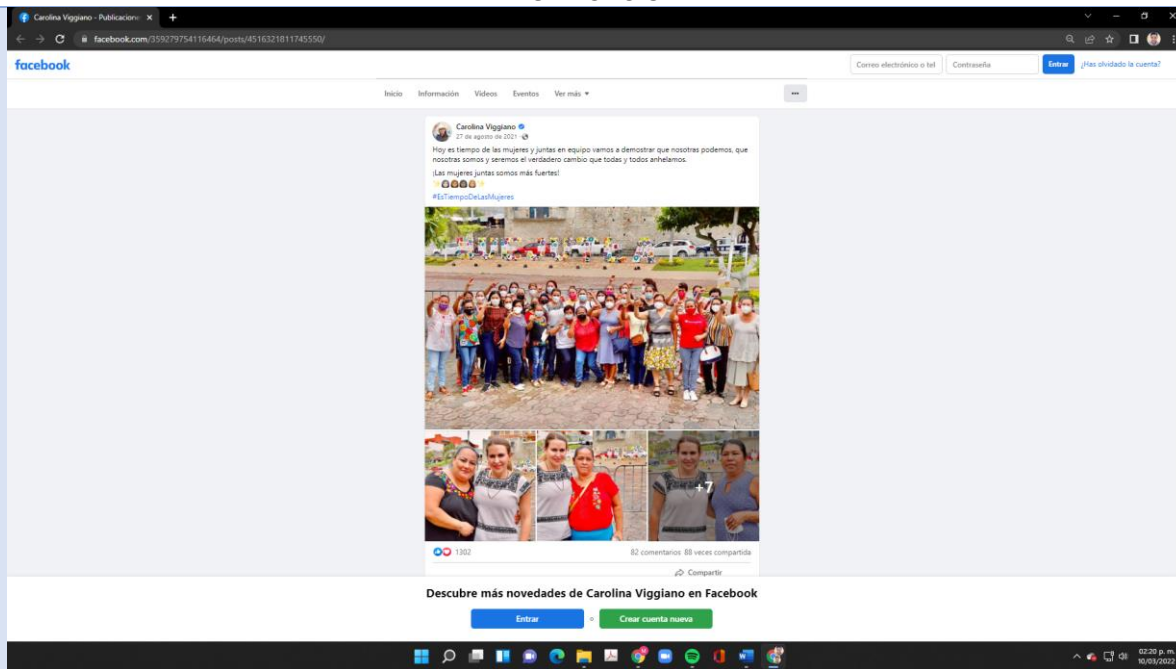 Carolina Viggiano - Publicacione
facebook.com/359279754116464/posts/4516321811745550/
facebook
Correo electrónico o tel
Contraseña
Entrar
¿Has olvidado la cuenta?
Inicio Información Videos Eventos Ver más
Carolina Viggiano
27 de agosto de 2021
Hoy es tiempo de las mujeres y juntas en equipo vamos a demostrar que nosotras podemos, que
nosotras somos y seremos el verdadero cambio que todas y todos anhelamos.
¡Las mujeres juntas somos más fuertes!
#EsTiempoDeLasMujeres
+7
1302
82 comentarios 88 veces compartida
Compartir
Descubre más novedades de Carolina Viggiano en Facebook
Entrar
o
Crear cuenta nueva
02:20 p. m.